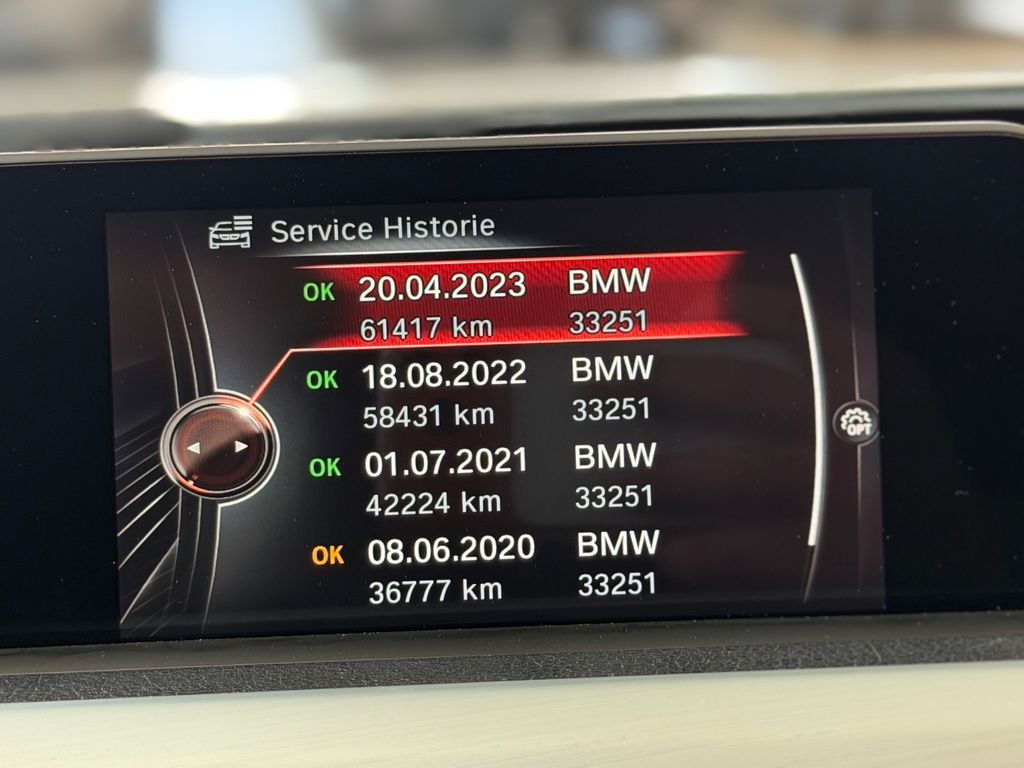 Service Historie
OK 20.04.2023 BMW
61417 km 33251
OK 18.08.2022 BMW
58431 km 33251
OK 01.07.2021 BMW
42224 km 33251
OPT
OK 08.06.2020 BMW
36777 km 33251